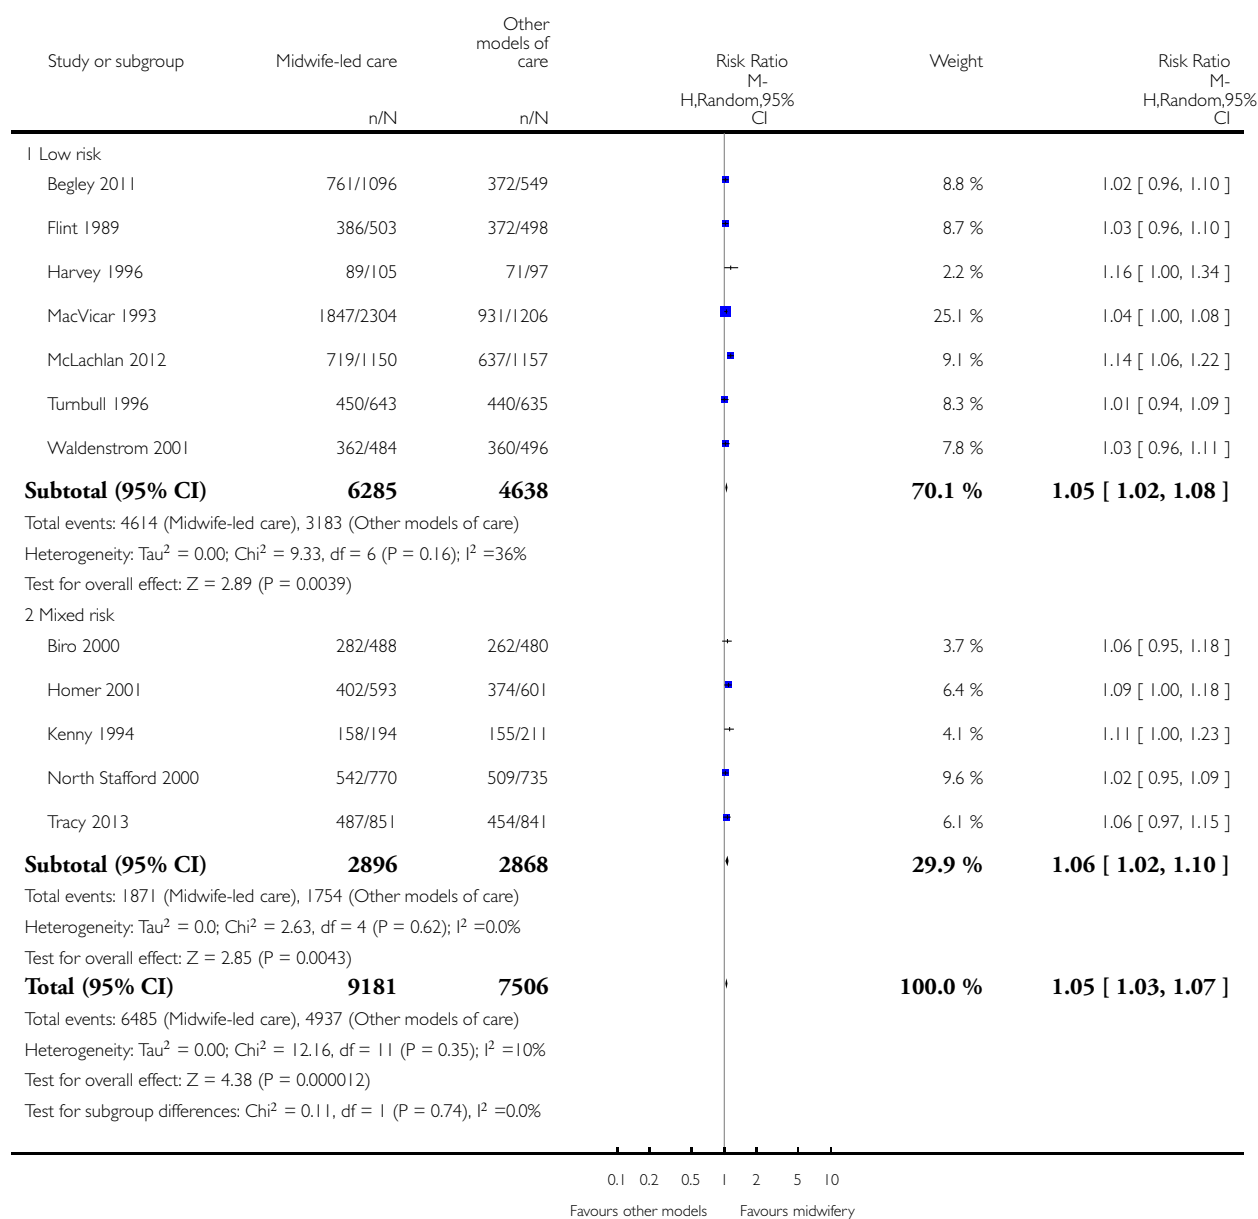 Study or subgroup Midwife-led care Other models of care Risk Ratio Weight Risk Ratio
n/N n/N M-H,Random,95% CI M-H,Random,95% CI
1 Low risk
Begley 2011 761/1096 372/549 8.8 % 1.02 [ 0.96, 1.10 ]
Flint 1989 386/503 372/498 8.7 % 1.03 [ 0.96, 1.10 ]
Harvey 1996 89/105 71/97 2.2 % 1.16 [ 1.00, 1.34 ]
MacVicar 1993 1847/2304 931/1206 25.1 % 1.04 [ 1.00, 1.08 ]
McLachlan 2012 719/1150 637/1157 9.1 % 1.14 [ 1.06, 1.22 ]
Turnbull 1996 450/643 440/635 8.3 % 1.01 [ 0.94, 1.09 ]
Waldenstrom 2001 362/484 360/496 7.8 % 1.03 [ 0.96, 1.11 ]
Subtotal (95% CI) 6285 4638 70.1 % 1.05 [ 1.02, 1.08 ]
Total events: 4614 (Midwife-led care), 3183 (Other models of care)
Heterogeneity: Tau² = 0.00; Chi² = 9.33, df = 6 (P = 0.16); I² =36%
Test for overall effect: Z = 2.89 (P = 0.0039)
2 Mixed risk
Biro 2000 282/488 262/480 3.7 % 1.06 [ 0.95, 1.18 ]
Homer 2001 402/593 374/601 6.4 % 1.09 [ 1.00, 1.18 ]
Kenny 1994 158/194 155/211 4.1 % 1.11 [ 1.00, 1.23 ]
North Stafford 2000 542/770 509/735 9.6 % 1.02 [ 0.95, 1.09 ]
Tracy 2013 487/851 454/841 6.1 % 1.06 [ 0.97, 1.15 ]
Subtotal (95% CI) 2896 2868 29.9 % 1.06 [ 1.02, 1.10 ]
Total events: 1871 (Midwife-led care), 1754 (Other models of care)
Heterogeneity: Tau² = 0.0; Chi² = 2.63, df = 4 (P = 0.62); I² =0.0%
Test for overall effect: Z = 2.85 (P = 0.0043)
Total (95% CI) 9181 7506 100.0 % 1.05 [ 1.03, 1.07 ]
Total events: 6485 (Midwife-led care), 4937 (Other models of care)
Heterogeneity: Tau² = 0.00; Chi² = 12.16, df = 11 (P = 0.35); I² =10%
Test for overall effect: Z = 4.38 (P = 0.000012)
Test for subgroup differences: Chi² = 0.11, df = 1 (P = 0.74), I² =0.0%
0.1 0.2 0.5 1 2 5 10
Favours other models Favours midwifery